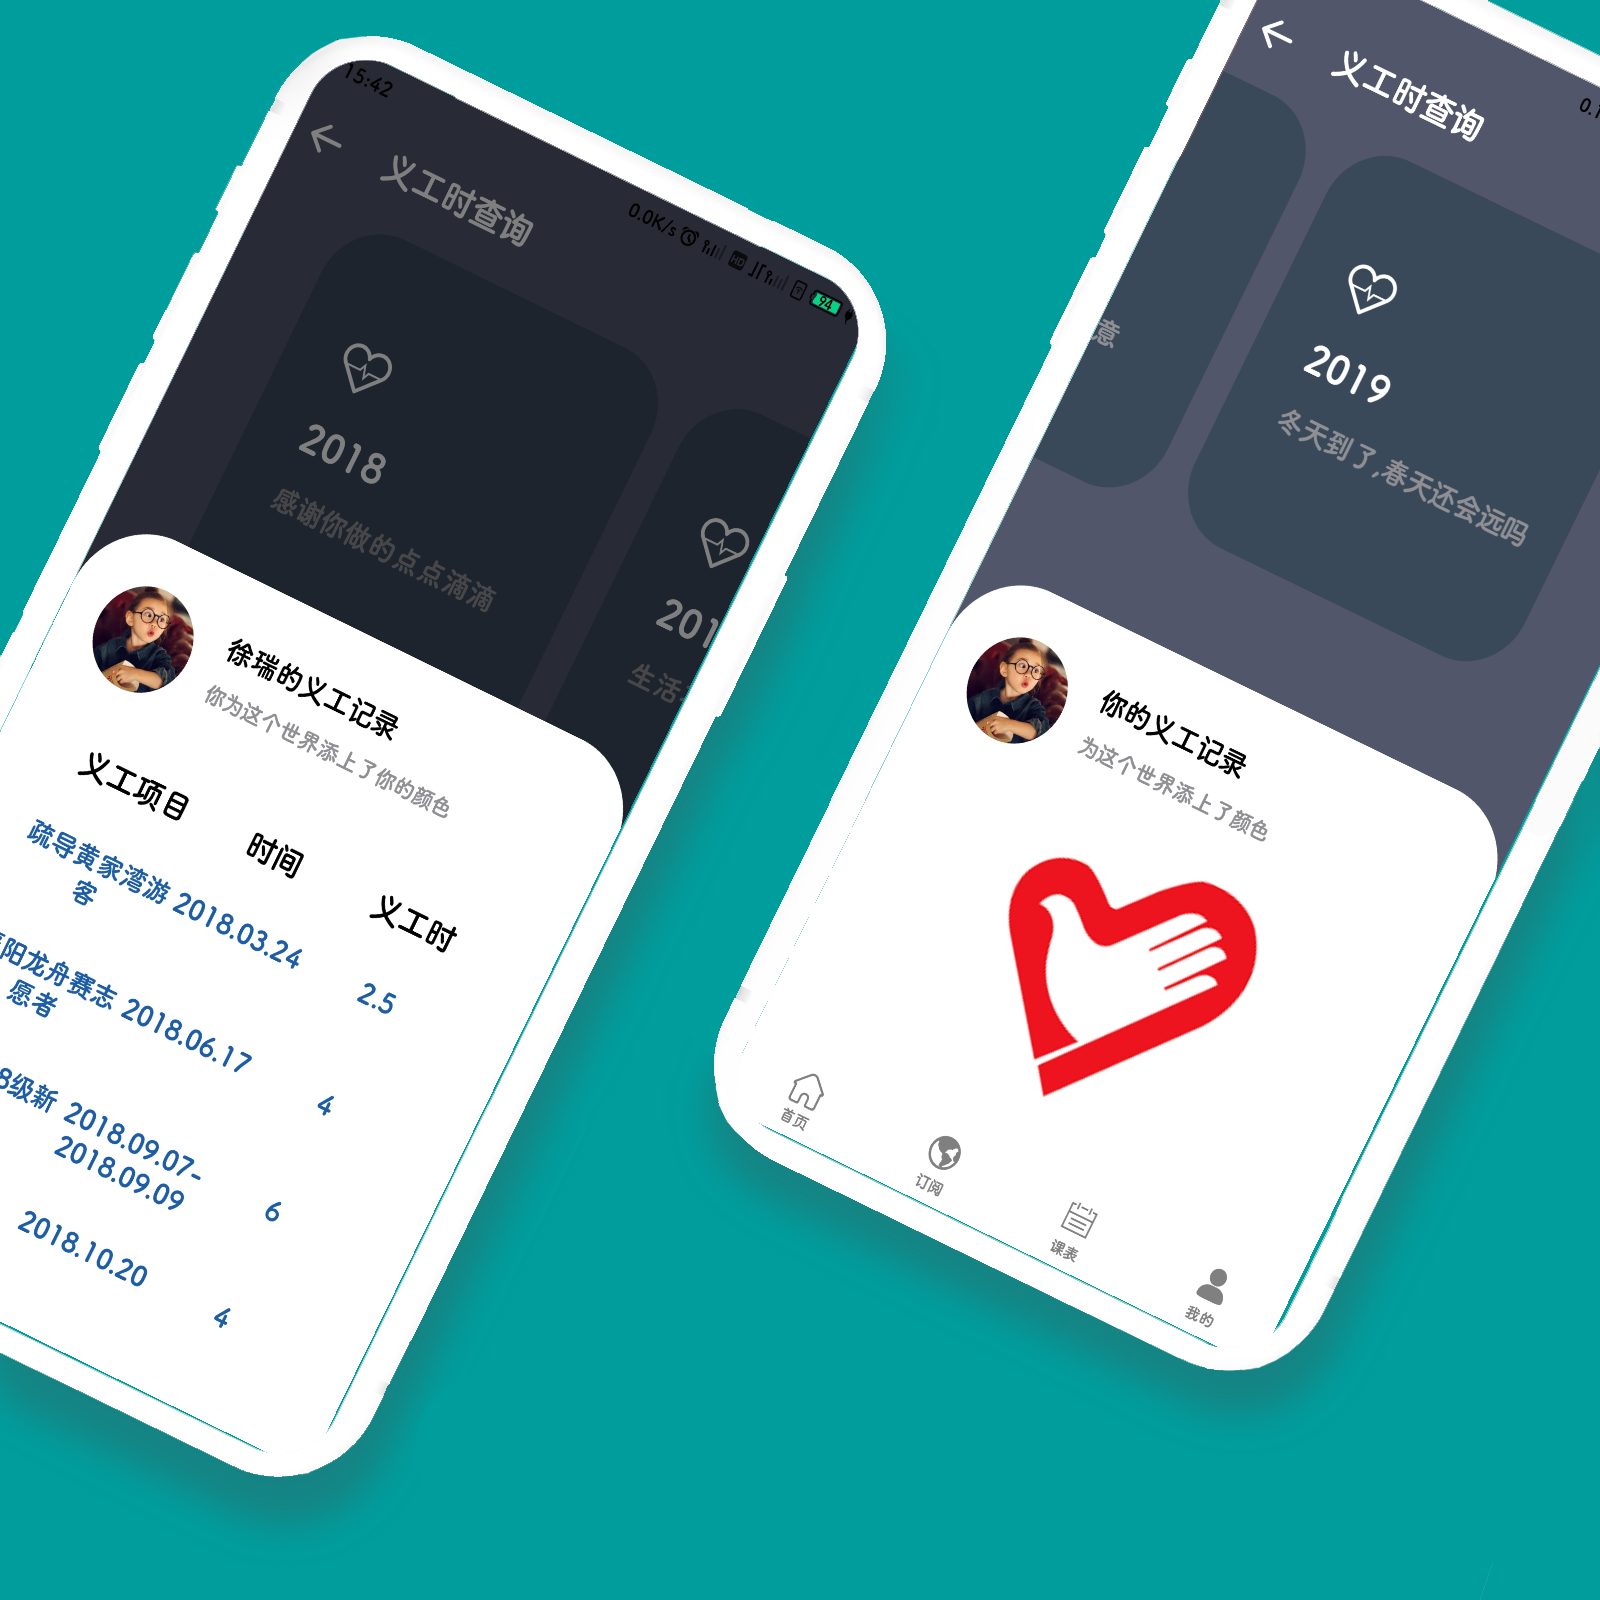 15:42
0.0K/s
HD
94
义工时查询
2018
感谢你做的点点滴滴
201
生活
徐瑞的义工记录
你为这个世界添上了你的颜色
义工项目 时间 义工时
疏导黄家湾游客 2018.03.24 2.5
阳龙舟赛志愿者 2018.06.17 4
8级新 2018.09.07-2018.09.09 6
2018.10.20 4
义工时查询
0.1
意
2019
冬天到了,春天还会远吗
你的义工记录
为这个世界添上了颜色
首页
订阅
课表
我的